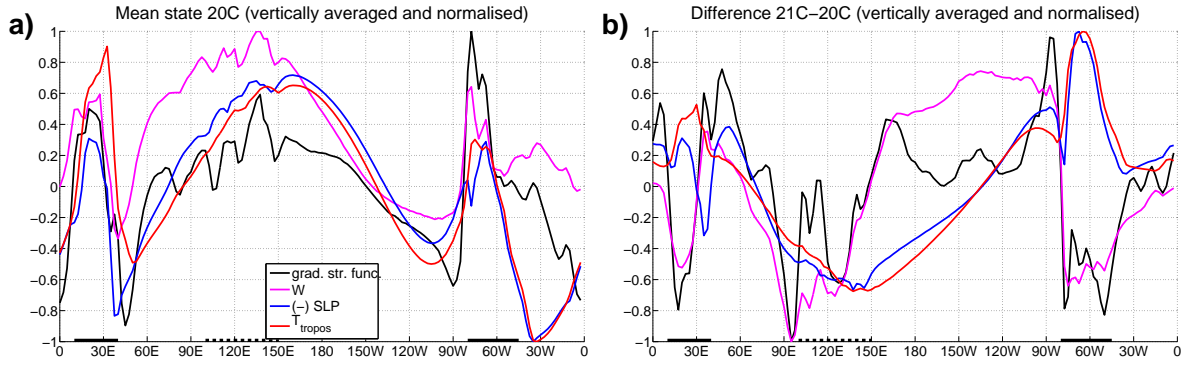 a)
Mean state 20C (vertically averaged and normalised)
1
0.8
0.6
0.4
0.2
0
−0.2
−0.4
−0.6
−0.8
−1
grad. str. func.
W
(−) SLP
T_tropos
0 30E 60E 90E 120E 150E 180E 150W 120W 90W 60W 30W 0
b)
Difference 21C−20C (vertically averaged and normalised)
1
0.8
0.6
0.4
0.2
0
−0.2
−0.4
−0.6
−0.8
−1
0 30E 60E 90E 120E 150E 180E 150W 120W 90W 60W 30W 0